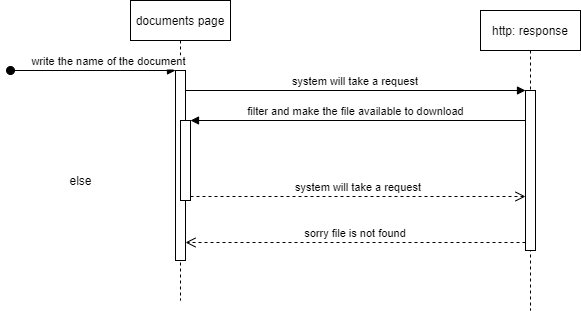 documents page
http: response
write the name of the document
system will take a request
filter and make the file available to download
else
system will take a request
sorry file is not found